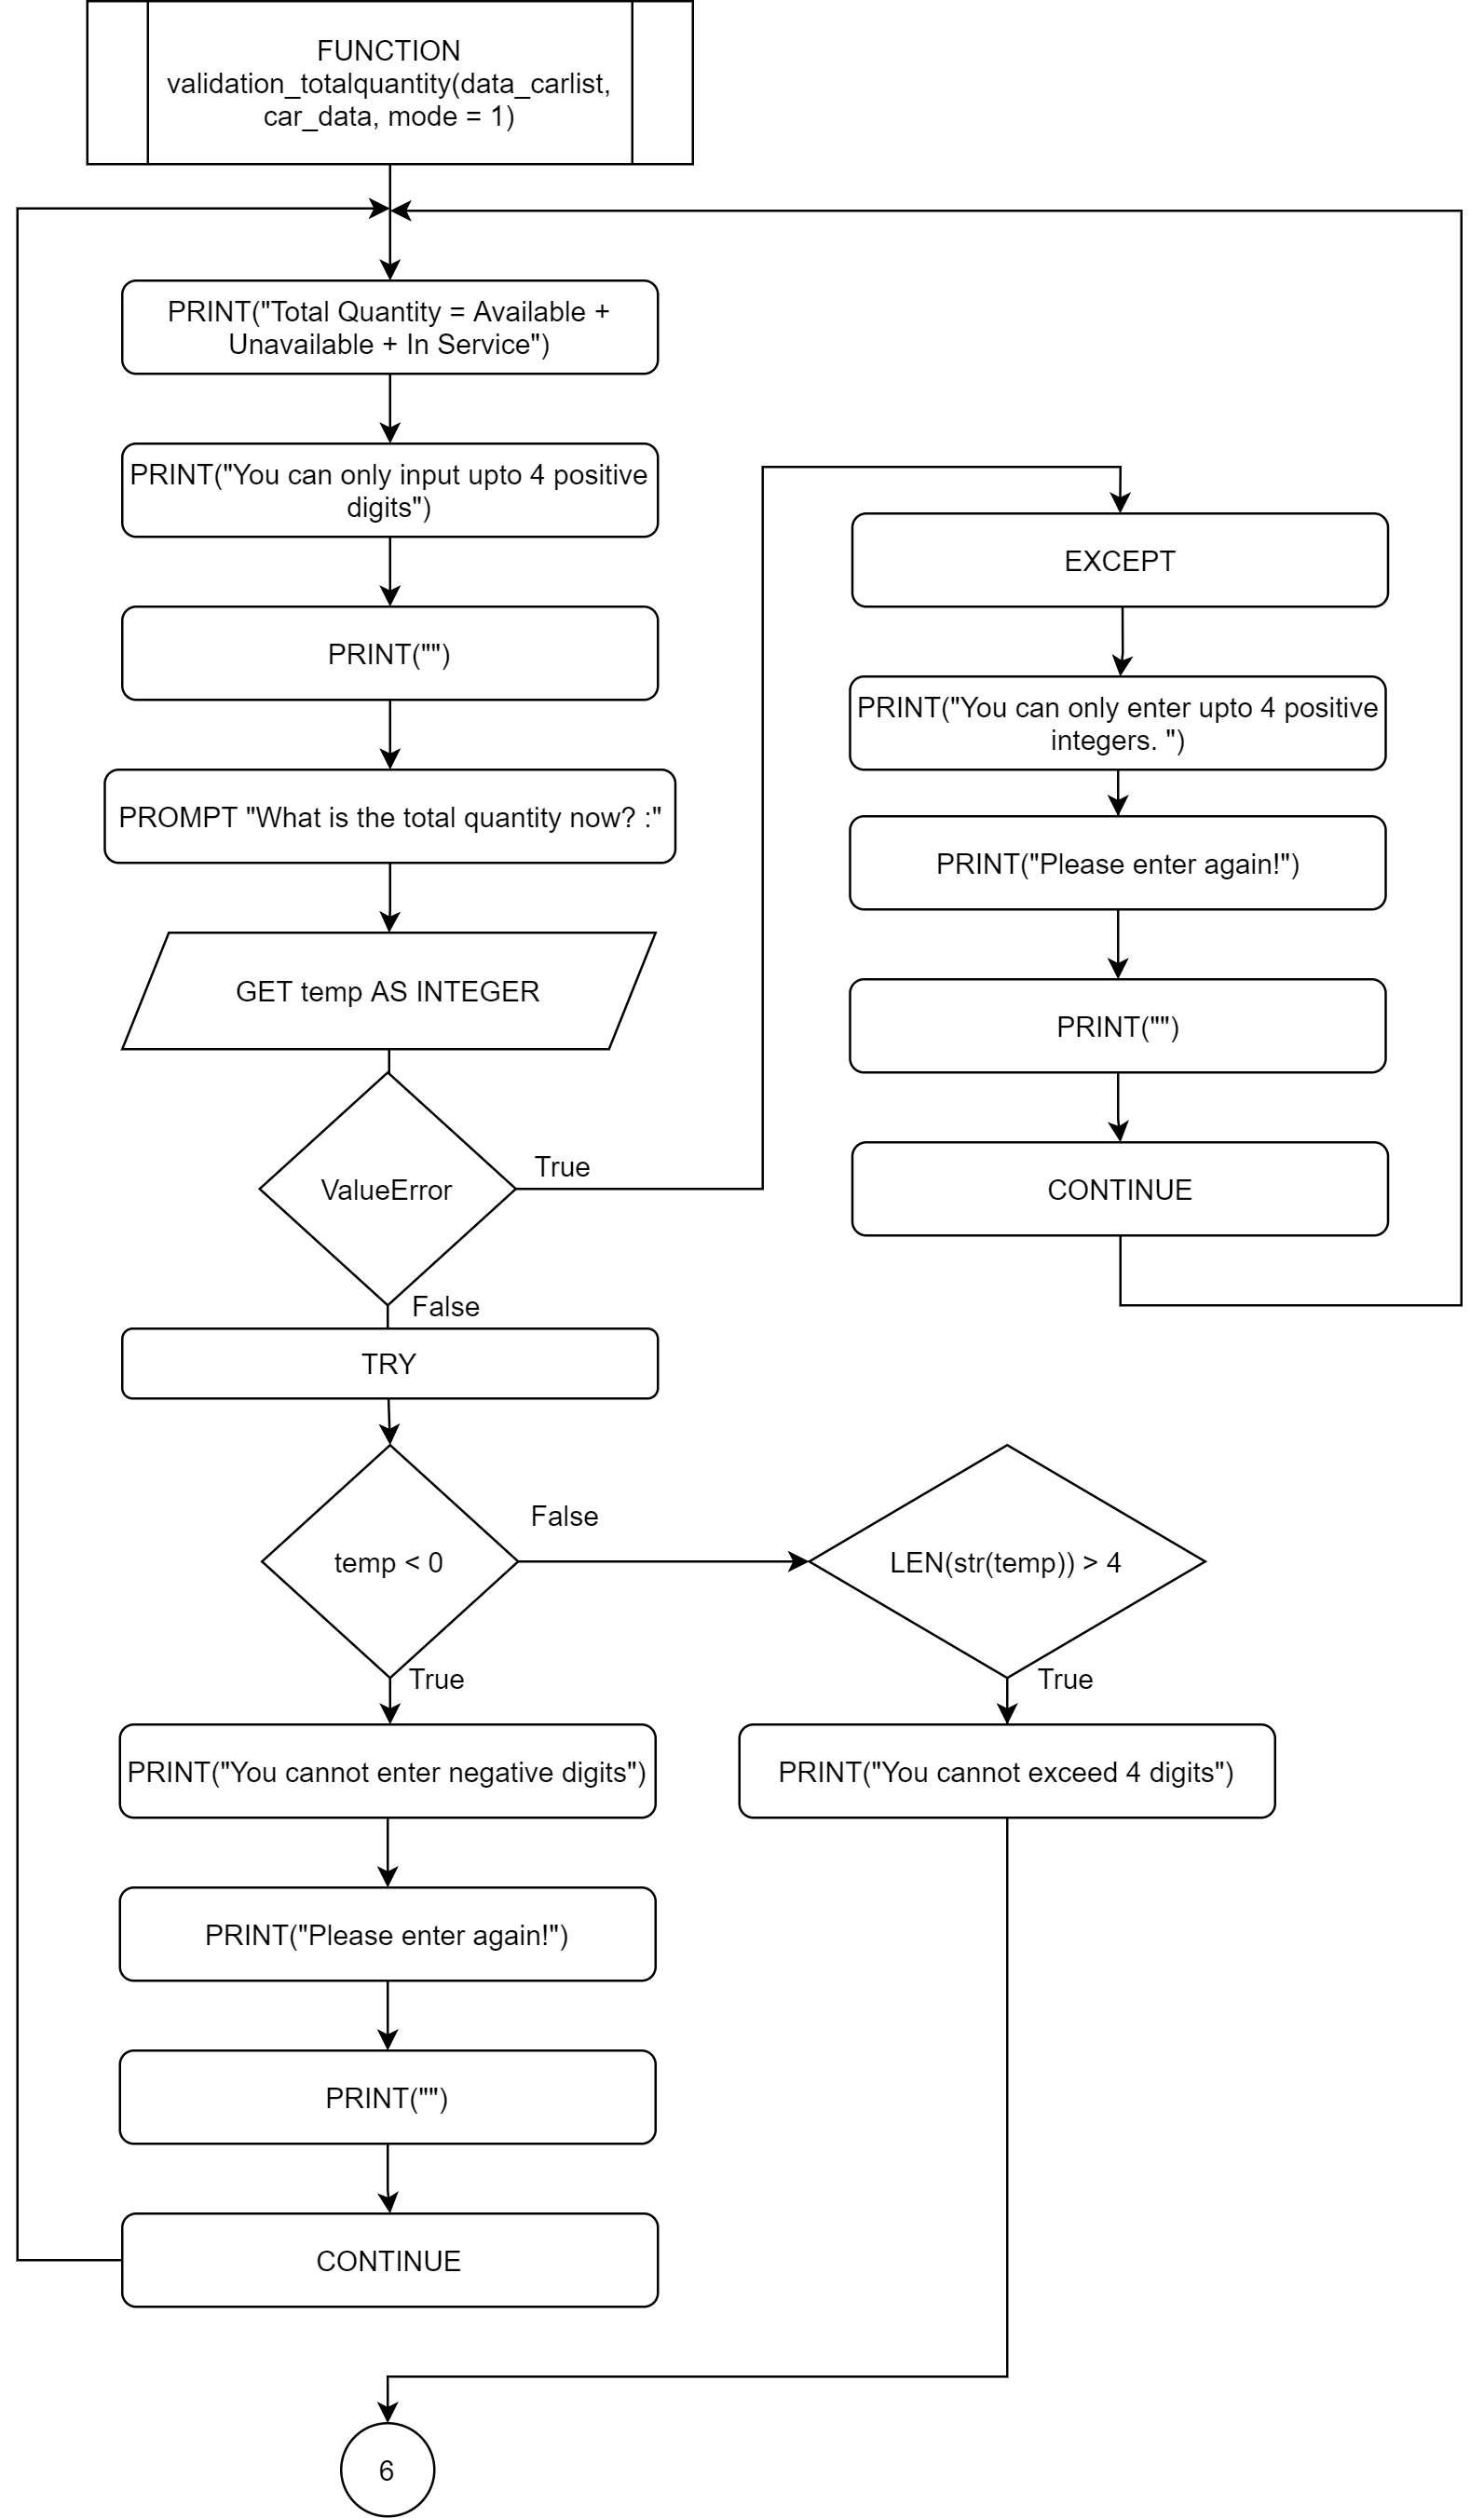 FUNCTION
validation_totalquantity(data_carlist,
car_data, mode = 1)
PRINT("Total Quantity = Available +
Unavailable + In Service")
PRINT("You can only input upto 4 positive
digits")
PRINT("")
PROMPT "What is the total quantity now? :"
GET temp AS INTEGER
ValueError
True
False
EXCEPT
PRINT("You can only enter upto 4 positive
integers. ")
PRINT("Please enter again!")
PRINT("")
CONTINUE
TRY
temp < 0
False
True
LEN(str(temp)) > 4
True
PRINT("You cannot enter negative digits")
PRINT("Please enter again!")
PRINT("")
CONTINUE
PRINT("You cannot exceed 4 digits")
6